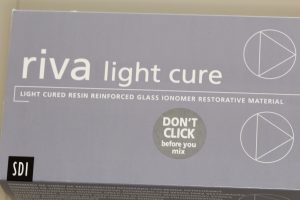 riva light cure
LIGHT CURED RESIN REINFORCED GLASS IONOMER RESTORATIVE MATERIAL
DON'T
CLICK
before you
mix
SDI